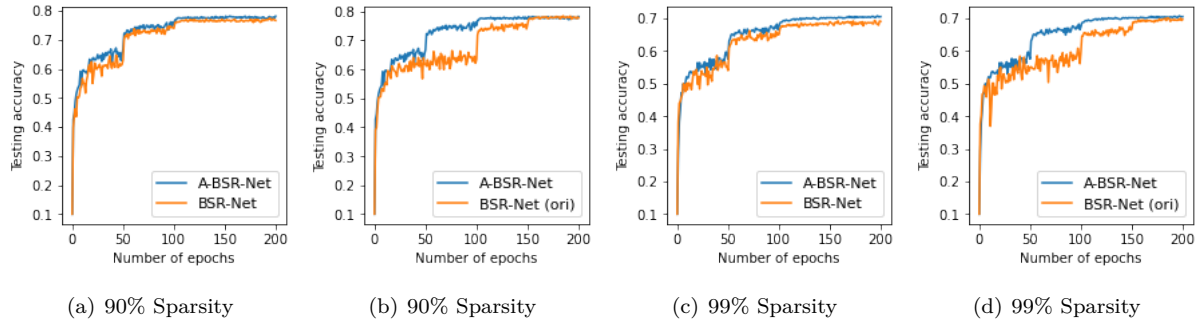 Testing accuracy
0.8
0.7
0.6
0.5
0.4
0.3
0.2
0.1
A-BSR-Net
BSR-Net
0 50 100 150 200
Number of epochs
(a) 90% Sparsity
Testing accuracy
0.8
0.7
0.6
0.5
0.4
0.3
0.2
0.1
A-BSR-Net
BSR-Net (ori)
0 50 100 150 200
Number of epochs
(b) 90% Sparsity
Testing accuracy
0.7
0.6
0.5
0.4
0.3
0.2
0.1
A-BSR-Net
BSR-Net
0 50 100 150 200
Number of epochs
(c) 99% Sparsity
Testing accuracy
0.7
0.6
0.5
0.4
0.3
0.2
0.1
A-BSR-Net
BSR-Net (ori)
0 50 100 150 200
Number of epochs
(d) 99% Sparsity